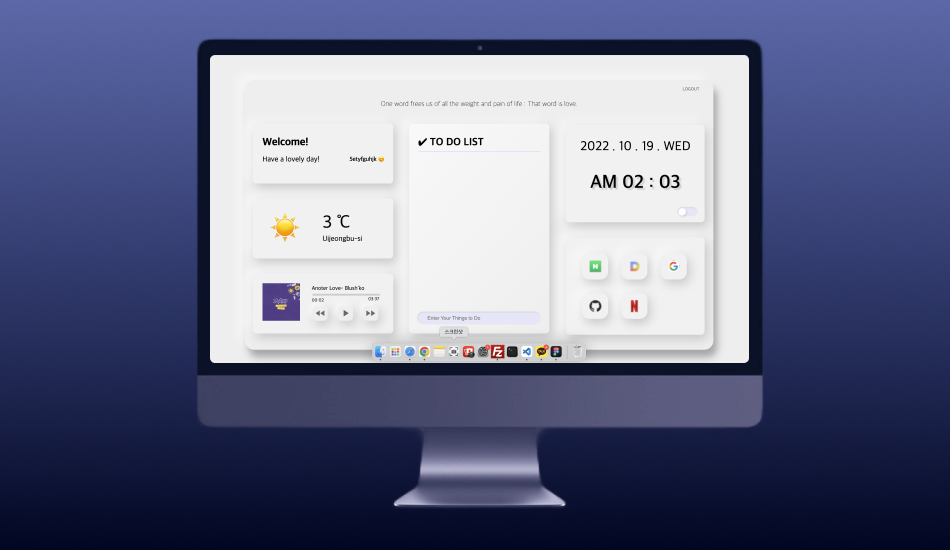 LOGOUT
One word frees us of all the weight and pain of life : That word is love.
Welcome!
Have a lovely day!
Setyfguhjk
3 ℃
Uijeongbu-si
Anoter Love- Blush'ko
00:02
03:37
✔ TO DO LIST
Enter Your Things to Do
스크린샷
2022 . 10 . 19 . WED
AM 02 : 03
N
D
G
N